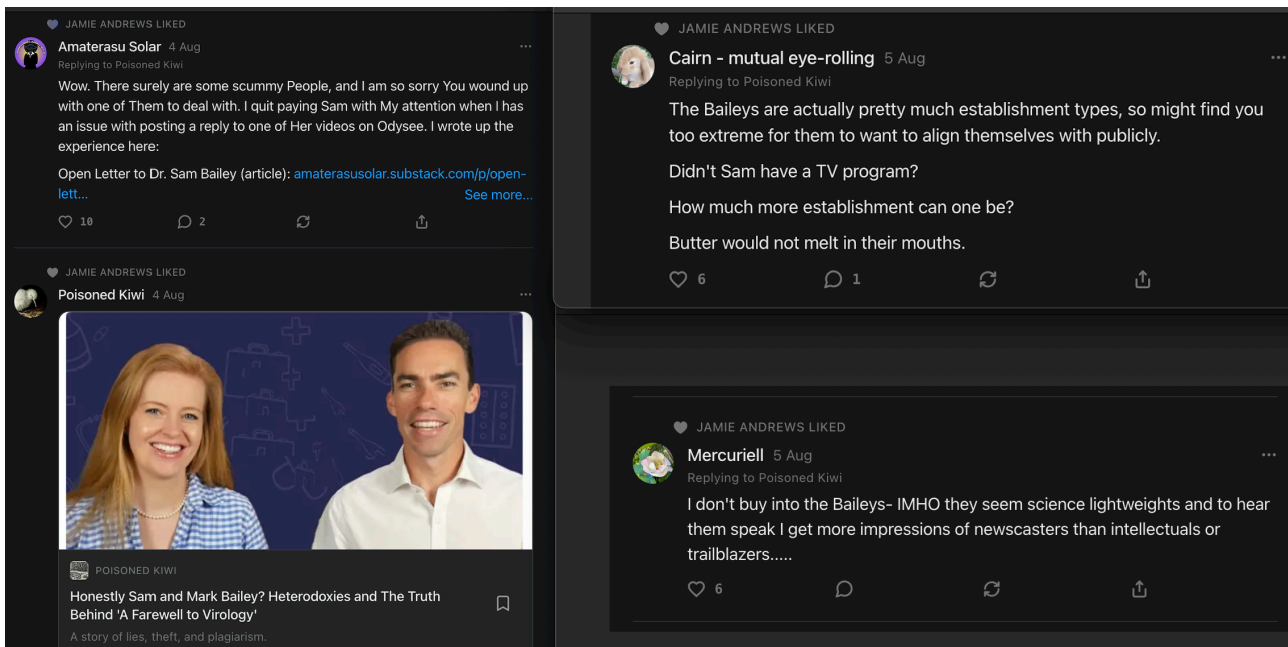 JAMIE ANDREWS LIKED
Amaterasu Solar 4 Aug
Replying to Poisoned Kiwi
Wow. There surely are some scummy People, and I am so sorry You wound up
with one of Them to deal with. I quit paying Sam with My attention when I has
an issue with posting a reply to one of Her videos on Odysee. I wrote up the
experience here:
Open Letter to Dr. Sam Bailey (article): amaterasusolar.substack.com/p/open-
lett...
See more...
10
2
JAMIE ANDREWS LIKED
Poisoned Kiwi 4 Aug
POISONED KIWI
Honestly Sam and Mark Bailey? Heterodoxies and The Truth
Behind 'A Farewell to Virology'
A story of lies, theft, and plagiarism.
JAMIE ANDREWS LIKED
Cairn - mutual eye-rolling 5 Aug
Replying to Poisoned Kiwi
The Baileys are actually pretty much establishment types, so might find you
too extreme for them to want to align themselves with publicly.
Didn't Sam have a TV program?
How much more establishment can one be?
Butter would not melt in their mouths.
6
1
JAMIE ANDREWS LIKED
Mercuriell 5 Aug
Replying to Poisoned Kiwi
I don't buy into the Baileys- IMHO they seem science lightweights and to hear
them speak I get more impressions of newscasters than intellectuals or
trailblazers.....
6